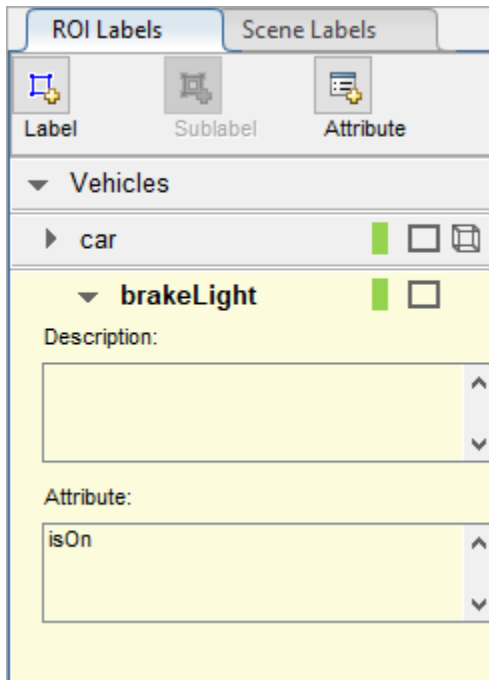 ROI Labels Scene Labels
Label Sublabel Attribute
Vehicles
car
brakeLight
Description:
Attribute:
isOn